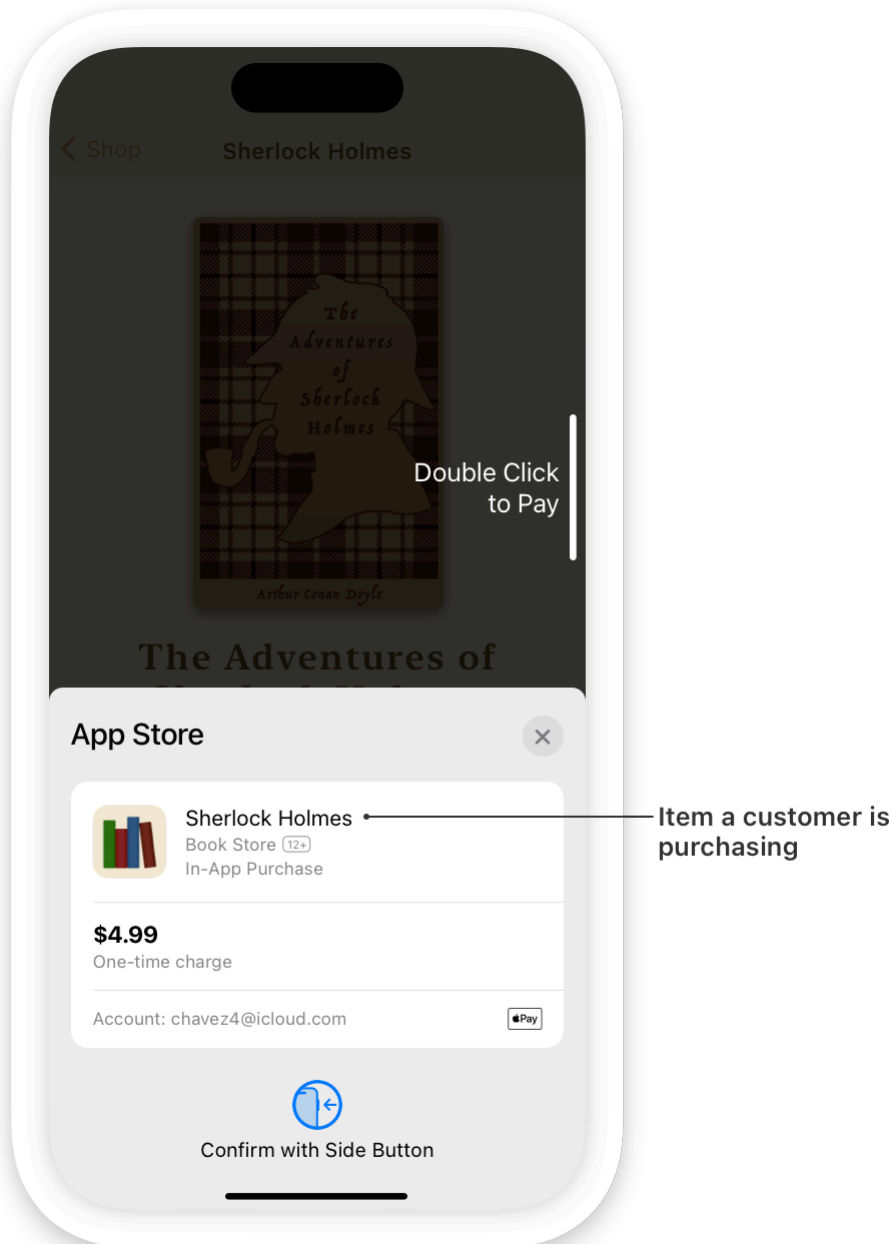 Shop
Sherlock Holmes
The
Adventures
of
Sherlock
Holmes
Double Click
to Pay
Arthur Conan Doyle
The Adventures of
App Store
Sherlock Holmes
Book Store 12+
In-App Purchase
Item a customer is
purchasing
$4.99
One-time charge
Account: chavez4@icloud.com
Pay
Confirm with Side Button